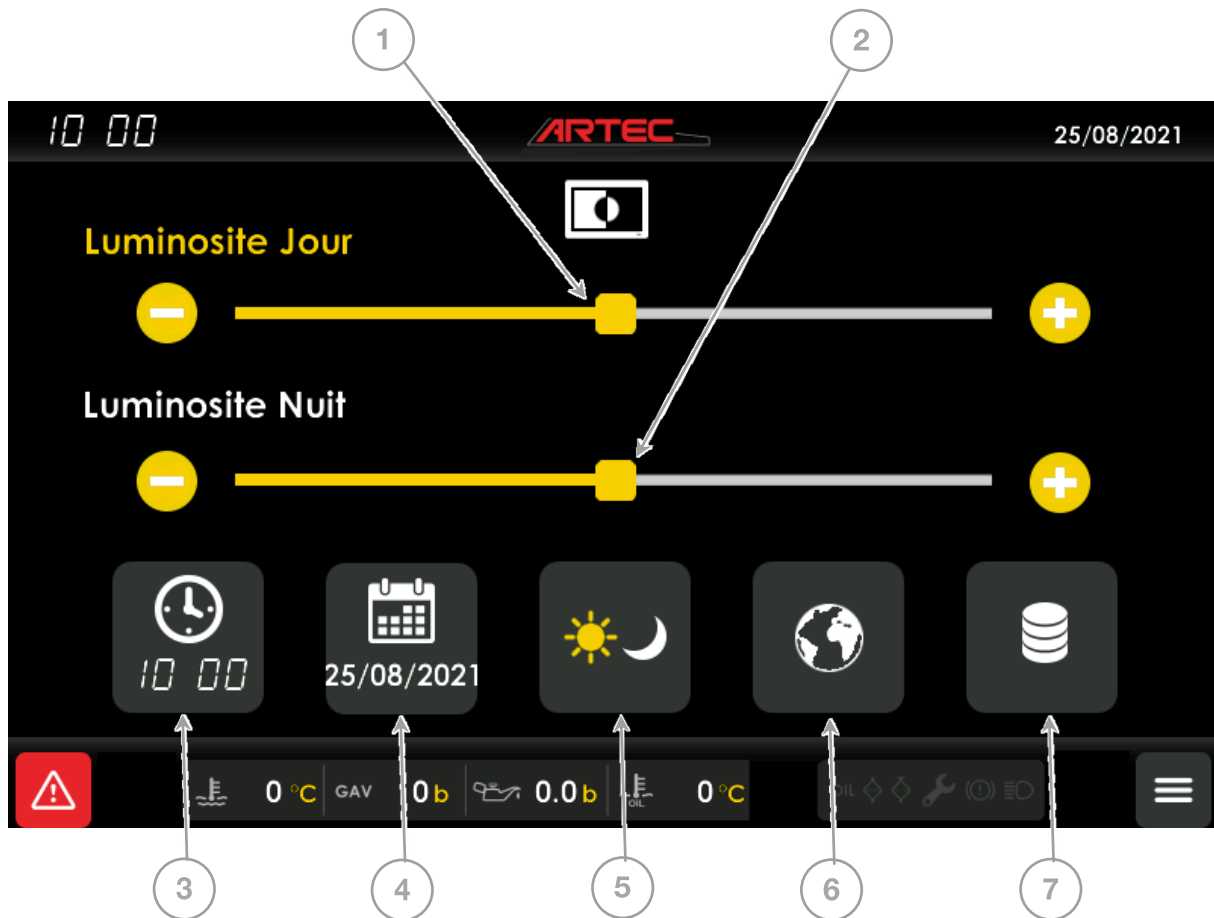 1
2
10 00
ARTEC
25/08/2021
Luminosite Jour
Luminosite Nuit
10 00
25/08/2021
0 °C
GAV
0 b
0.0 b
OIL
0 °C
OIL
3
4
5
6
7